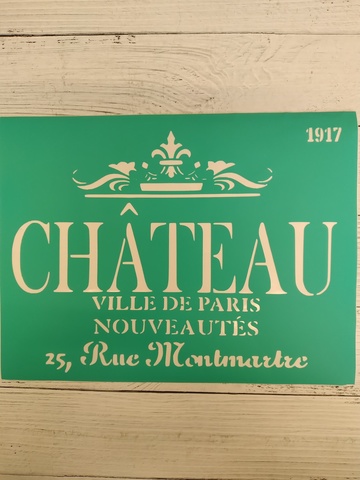 1917
CHÂTEAU
VILLE DE PARIS
NOUVEAUTÉS
25, Rue Montmartre